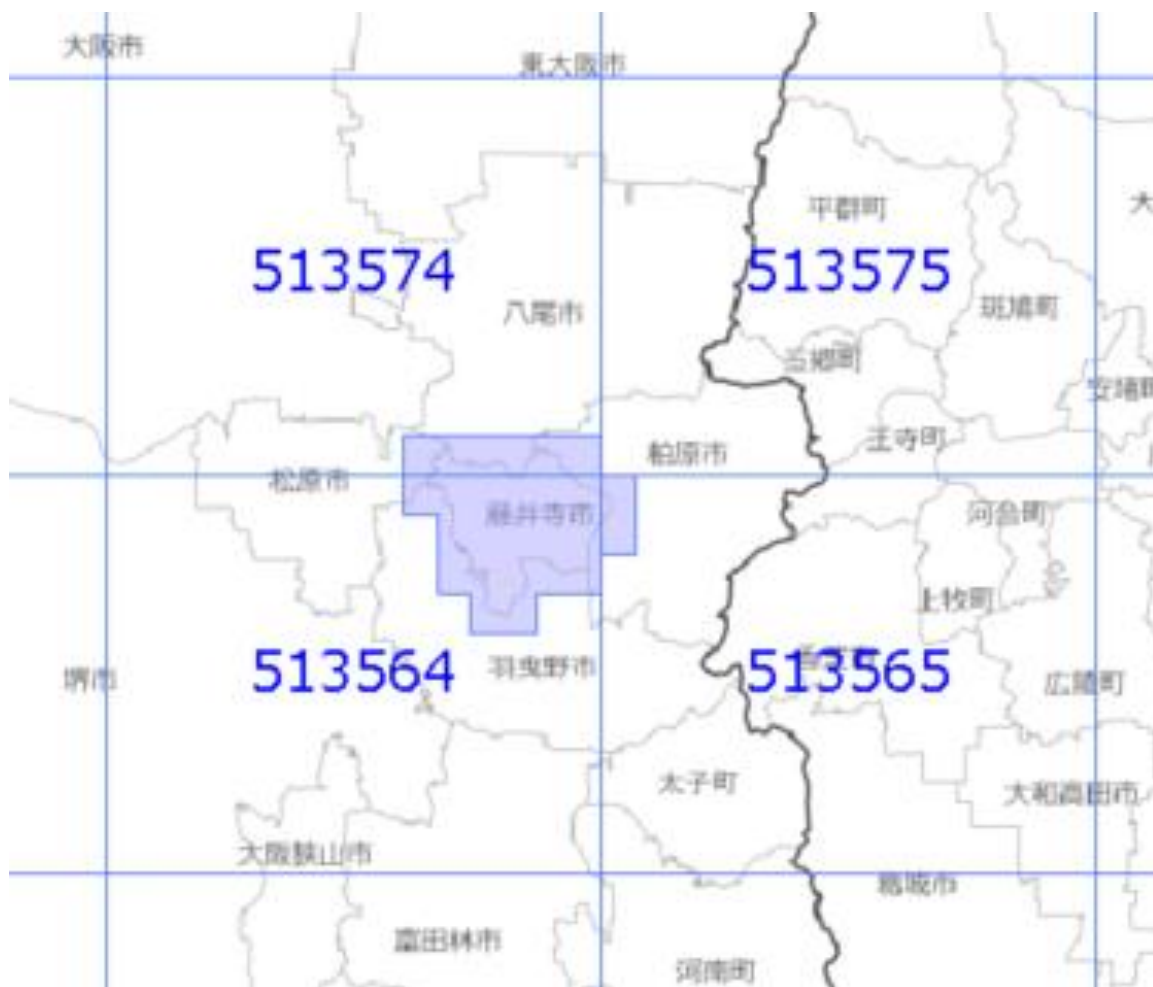 大阪市
東大阪市
平群町
大
513574
513575
八尾市
斑鳩町
三郷町
安堵町
王寺町
柏原市
松原市
藤井寺市
河合町
上牧町
堺市
513564
羽曳野市
513565
広陵町
太子町
大和高田市
大阪狭山市
葛城市
富田林市
河南町